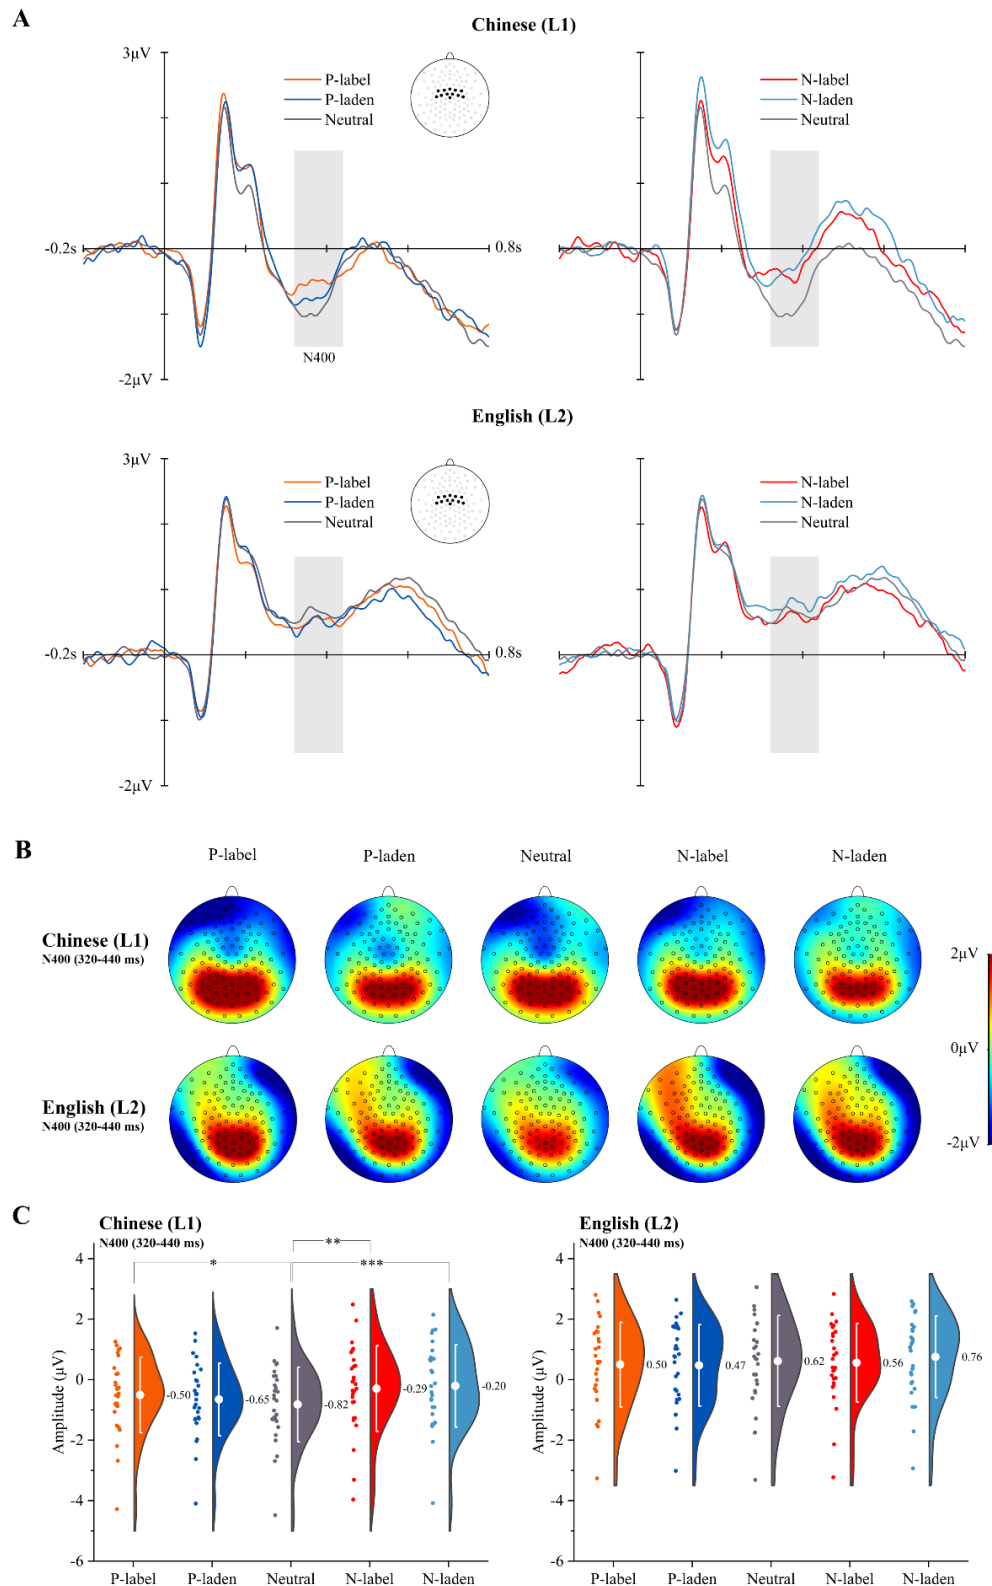 A
Chinese (L1)
3μV
P-label
P-laden
Neutral
N-label
N-laden
Neutral
-0.2s
0.8s
N400
-2μV
English (L2)
3μV
P-label
P-laden
Neutral
N-label
N-laden
Neutral
-0.2s
0.8s
-2μV
B
P-label P-laden Neutral N-label N-laden
Chinese (L1)
N400 (320-440 ms)
2μV
0μV
-2μV
English (L2)
N400 (320-440 ms)
C
Chinese (L1)
N400 (320-440 ms)
4
2
0
-2
-4
-6
Amplitude (μV)
* ** ***
-0.50 -0.65 -0.82 -0.29 -0.20
P-label P-laden Neutral N-label N-laden
English (L2)
N400 (320-440 ms)
4
2
0
-2
-4
-6
Amplitude (μV)
0.50 0.47 0.62 0.56 0.76
P-label P-laden Neutral N-label N-laden